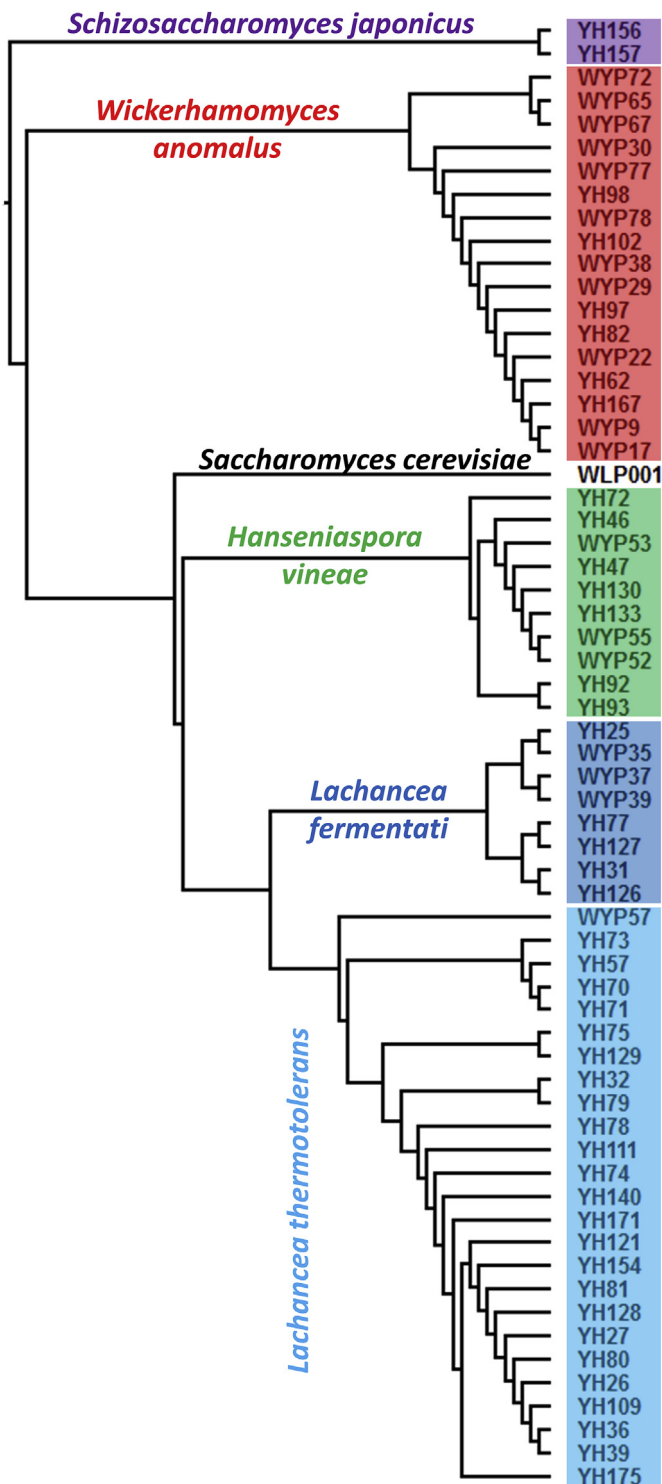 Schizosaccharomyces japonicus
YH156
YH157
WYP72
Wickerhamomyces
anomalus
WYP65
WYP67
WYP30
WYP77
YH98
WYP78
YH102
WYP38
WYP29
YH97
YH82
WYP22
YH62
YH167
WYP9
WYP17
Saccharomyces cerevisiae
WLP001
YH72
YH46
Hanseniaspora
vineae
WYP53
YH47
YH130
YH133
WYP55
WYP52
YH92
YH93
YH25
WYP35
Lachancea
fermentati
WYP37
WYP39
YH77
YH127
YH31
YH126
Lachancea thermotolerans
WYP57
YH73
YH57
YH70
YH71
YH75
YH129
YH32
YH79
YH78
YH111
YH74
YH140
YH171
YH121
YH154
YH81
YH128
YH27
YH80
YH26
YH109
YH36
YH39
YH175